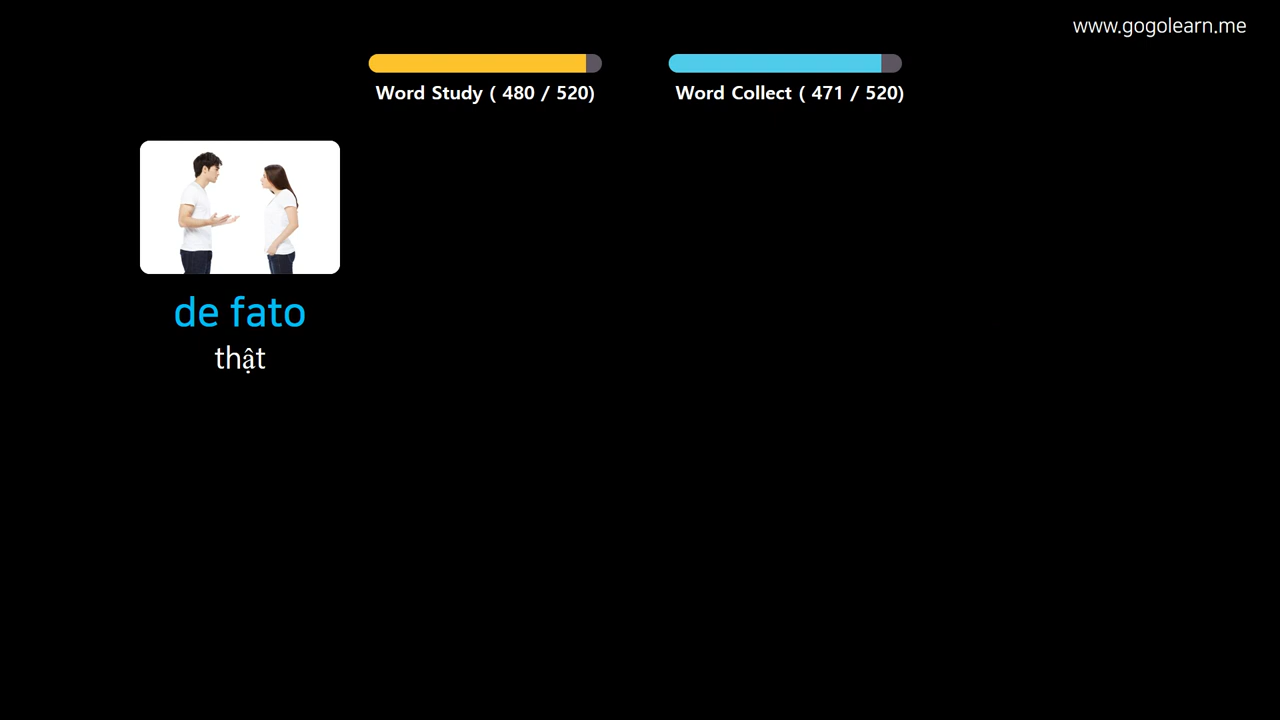 www.gogolearn.me
Word Study ( 480 / 520)
Word Collect ( 471 / 520)
de fato
thật